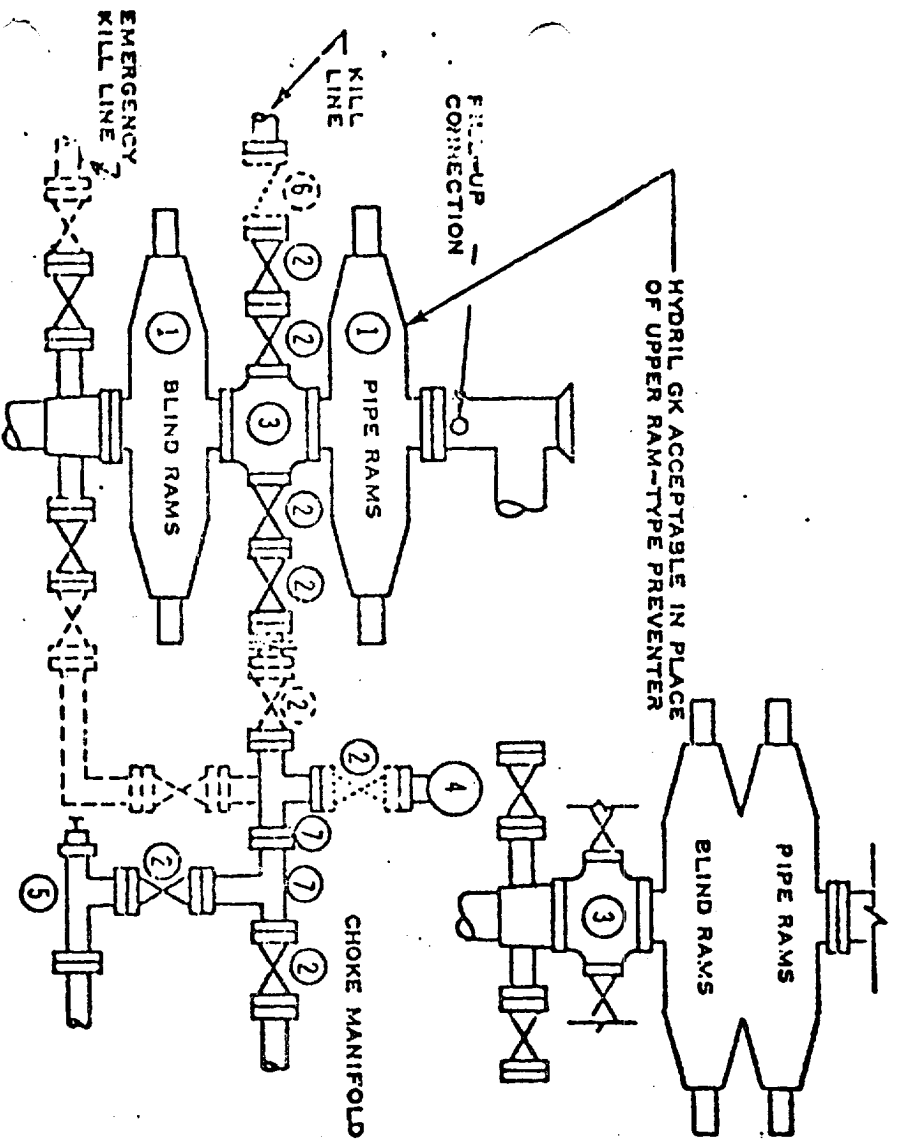 HYDRIL GK ACCEPTABLE IN PLACE
OF UPPER RAM-TYPE PREVENTER
FILL-UP
CONNECTION
KILL
LINE
EMERGENCY
KILL LINE
1
PIPE RAMS
6
2
2
3
2
2
2
1
BLIND RAMS
2
4
7
7
2
2
5
CHOKE MANIFOLD
PIPE RAMS
BLIND RAMS
3